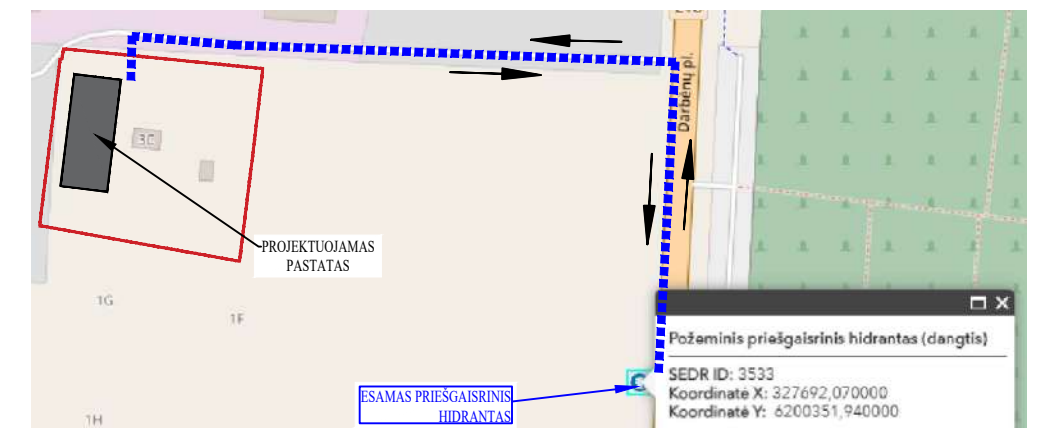 Darbėnų pl.
3C
PROJEKTUOJAMAS
PASTATAS
1G
1F
1H
ESAMAS PRIEŠGAISRINIS
HIDRANTAS
Požeminis priešgaisrinis hidrantas (dangtis)
SEDR ID: 3533
Koordinatė X: 327692,070000
Koordinatė Y: 6200351,940000